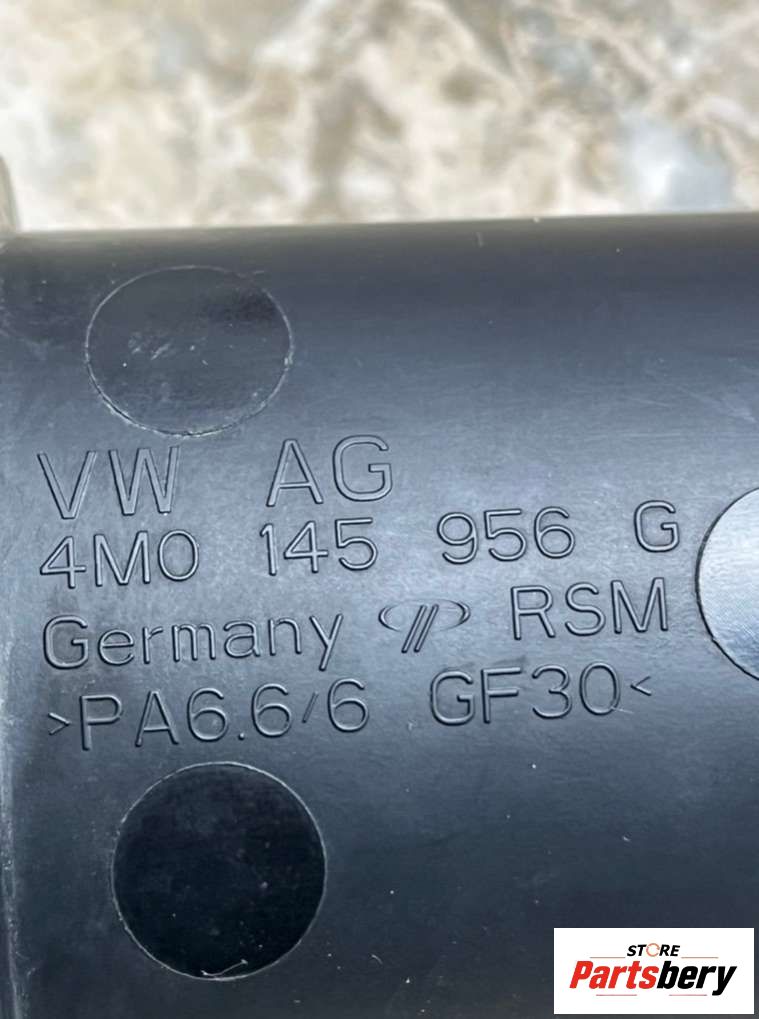 VW AG
4M0 145 956 G
Germany RSM
>PA6.6/6 GF30<
STORE
Partsbery